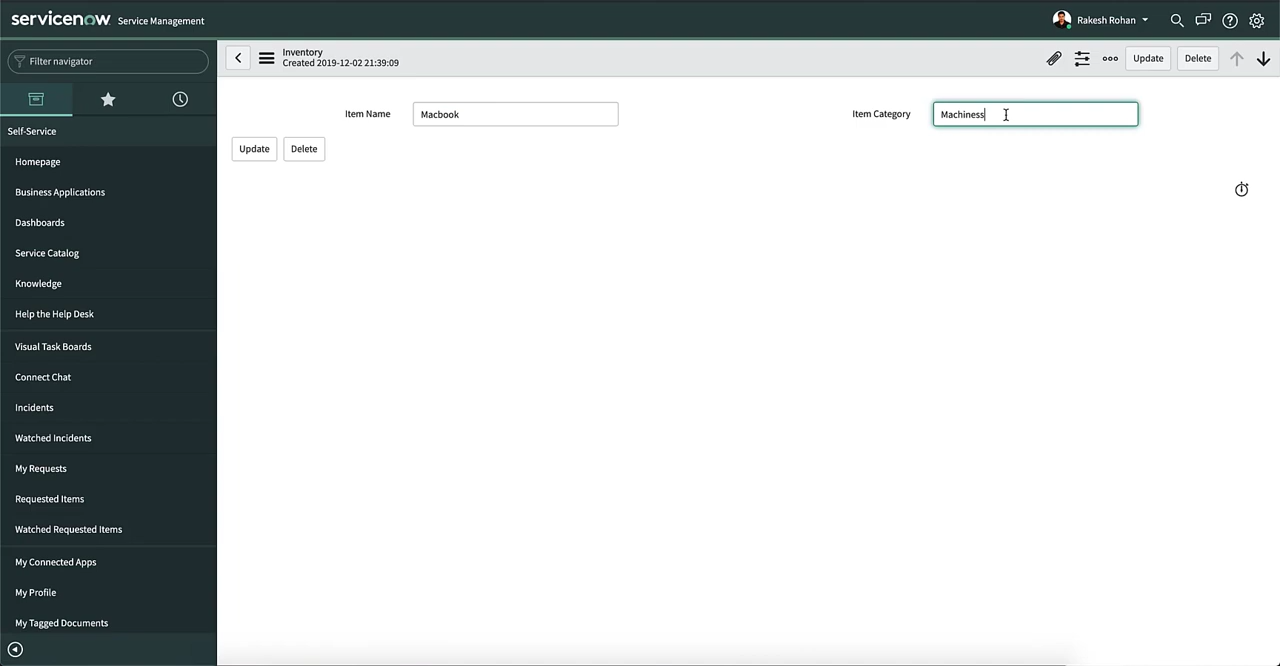 servicenow Service Management
Rakesh Rohan
Filter navigator
Inventory
Created 2019-12-02 21:39:09
Update
Delete
Self-Service
Homepage
Business Applications
Dashboards
Service Catalog
Knowledge
Help the Help Desk
Visual Task Boards
Connect Chat
Incidents
Watched Incidents
My Requests
Requested Items
Watched Requested Items
My Connected Apps
My Profile
My Tagged Documents
Item Name
Macbook
Item Category
Machiness
Update
Delete